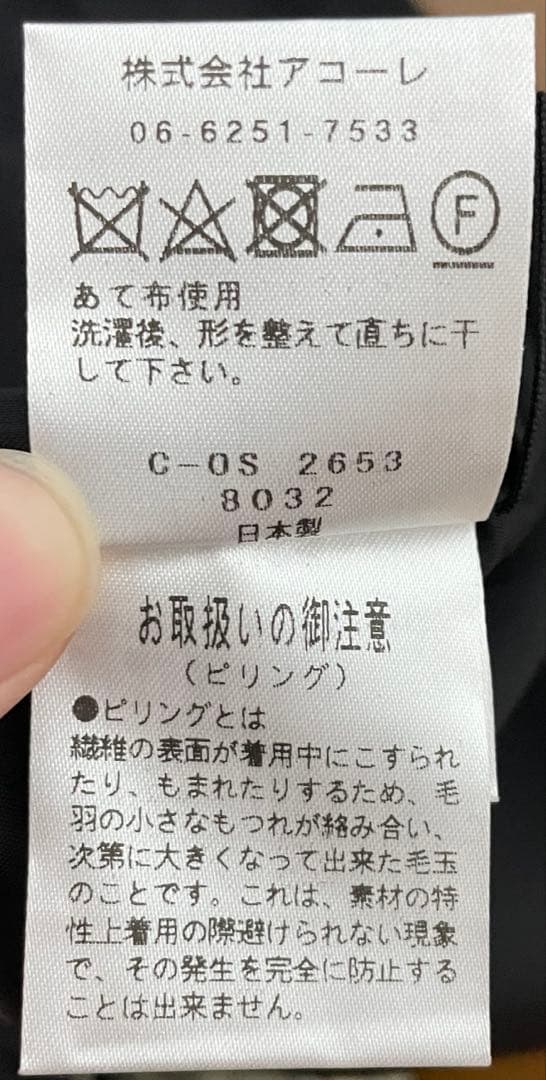 株式会社アコーレ
06-6251-7533
F
あて布使用
洗濯後、形を整えて直ちに干
して下さい。
C-OS 2653
8032
日本製
お取扱いの御注意
(ピリング)
●ピリングとは
繊維の表面が着用中にこすられ
たり、もまれたりするため、毛
羽の小さなもつれが絡み合い、
次第に大きくなって出来た毛玉
のことです。これは、素材の特
性上着用の際避けられない現象
で、その発生を完全に防止する
ことは出来ません。